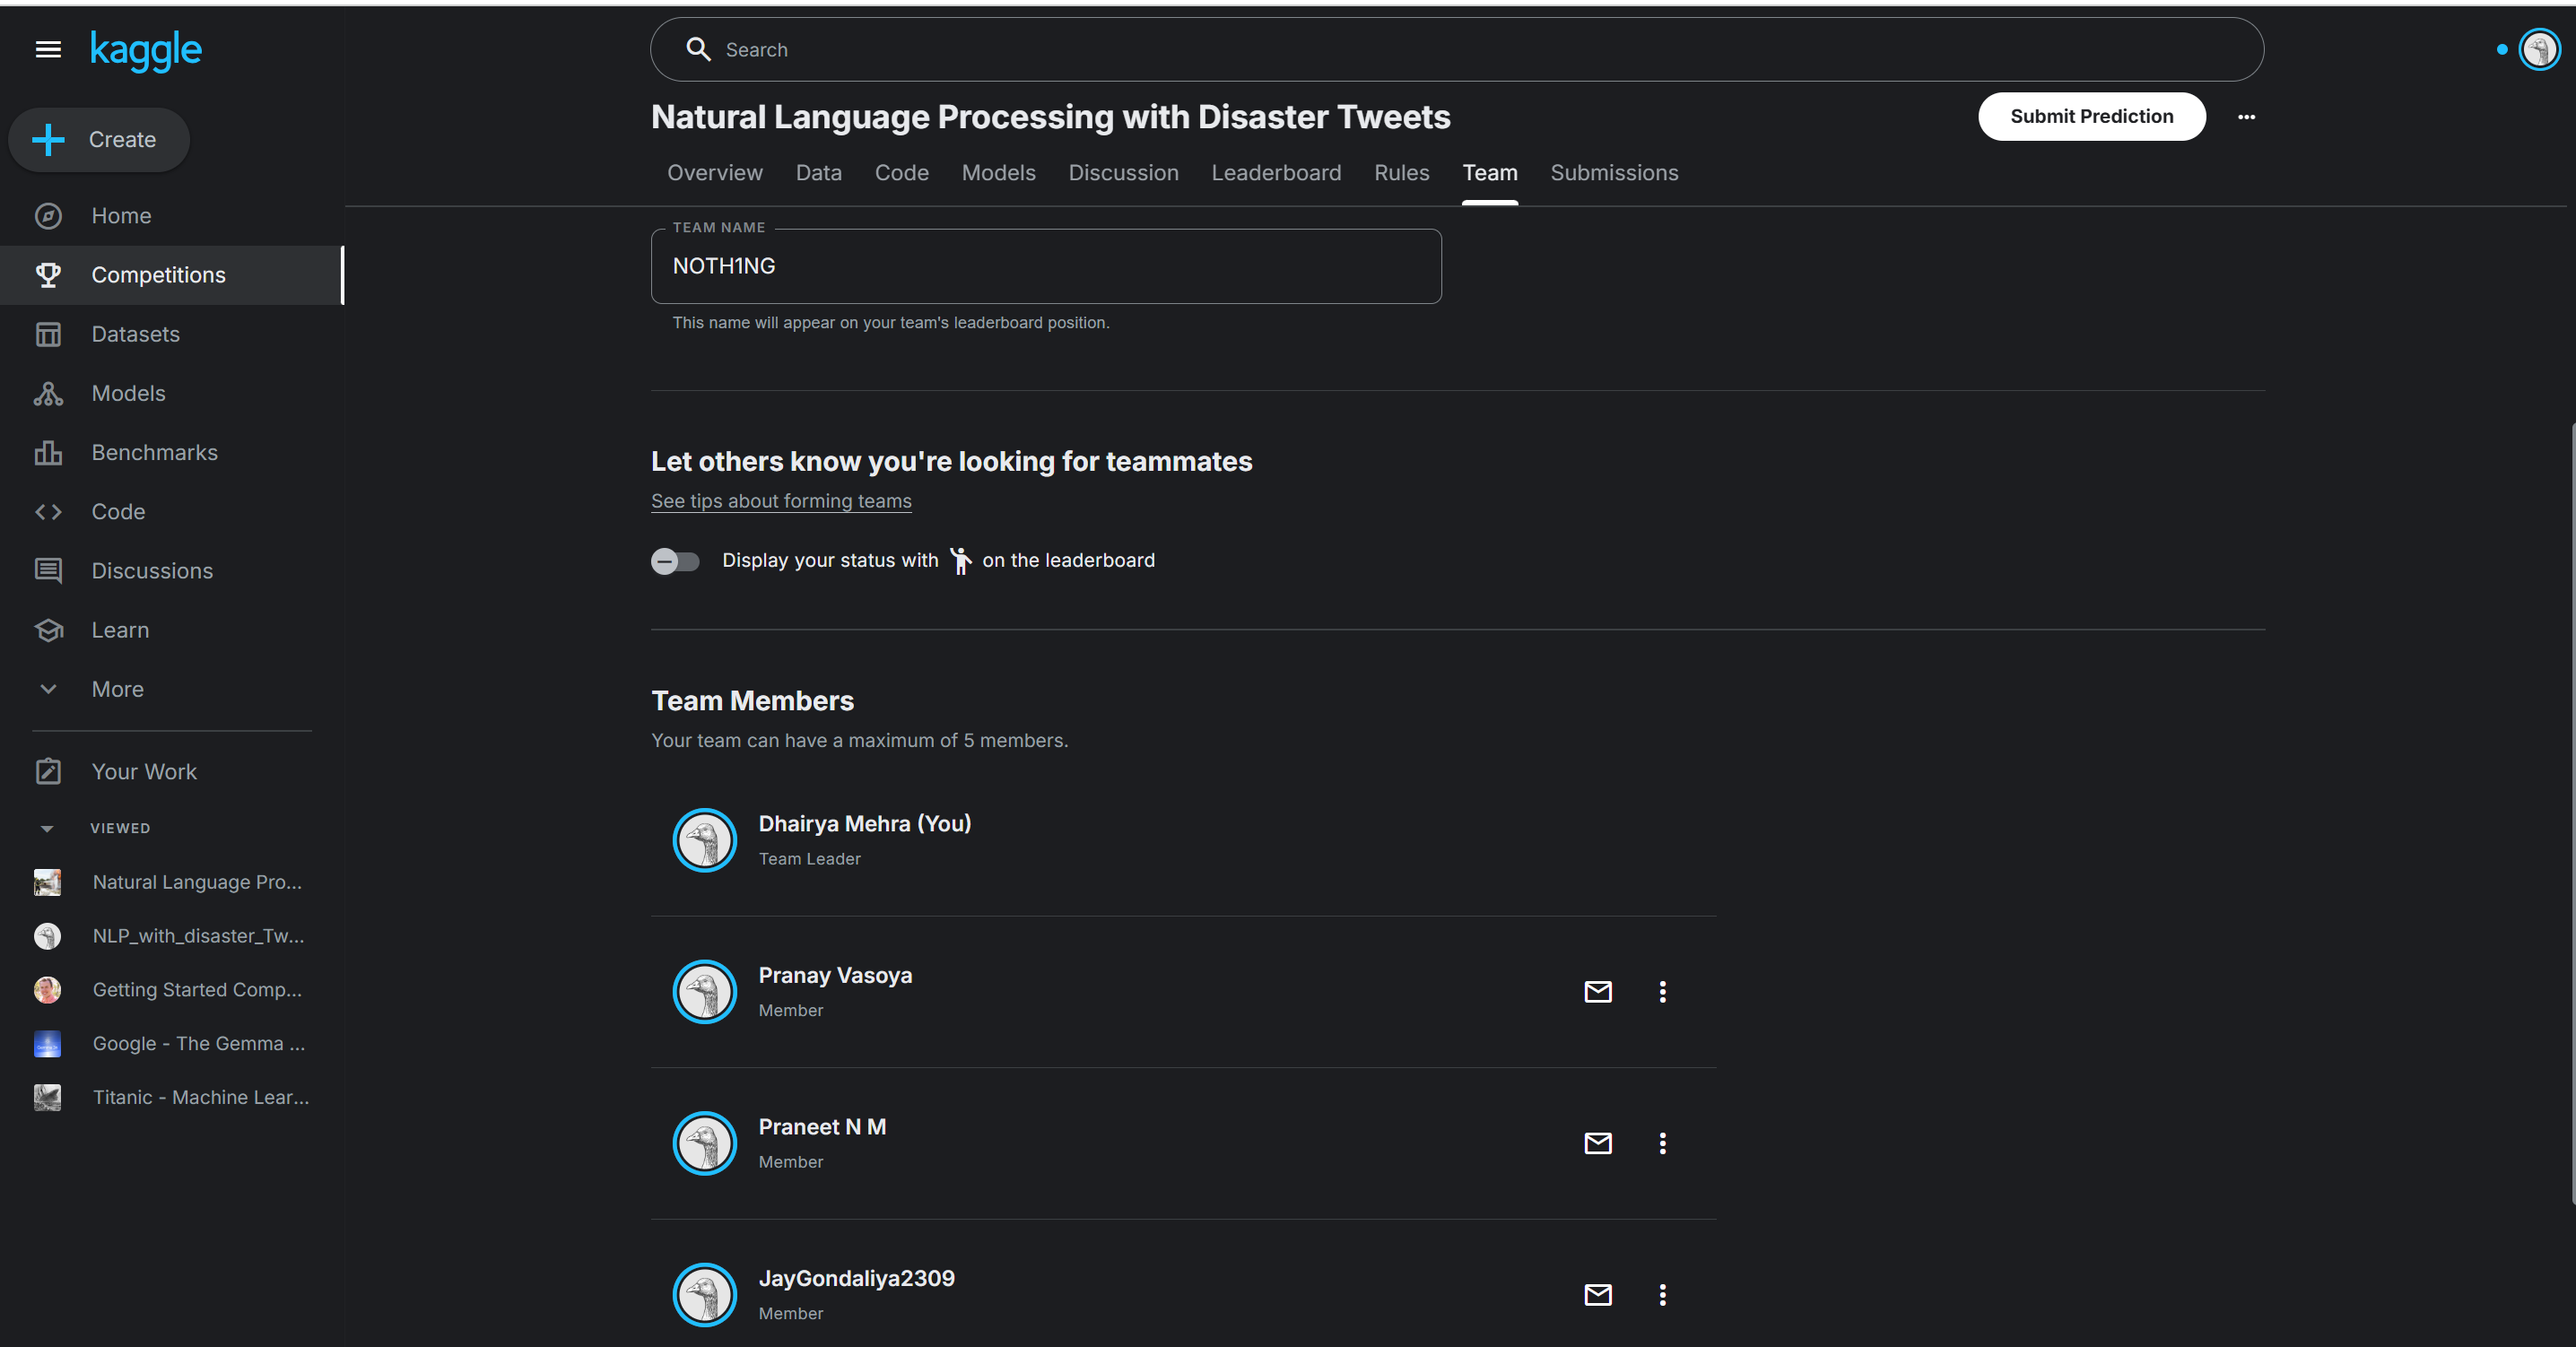 kaggle
Search
Create
Home
Competitions
Datasets
Models
Benchmarks
Code
Discussions
Learn
More
Your Work
VIEWED
Natural Language Pro...
NLP_with_disaster_Tw...
Getting Started Comp...
Google - The Gemma ...
Titanic - Machine Lear...
Natural Language Processing with Disaster Tweets
Submit Prediction
Overview Data Code Models Discussion Leaderboard Rules Team Submissions
TEAM NAME
NOTH1NG
This name will appear on your team's leaderboard position.
Let others know you're looking for teammates
See tips about forming teams
Display your status with on the leaderboard
Team Members
Your team can have a maximum of 5 members.
Dhairya Mehra (You)
Team Leader
Pranay Vasoya
Member
Praneet N M
Member
JayGondaliya2309
Member